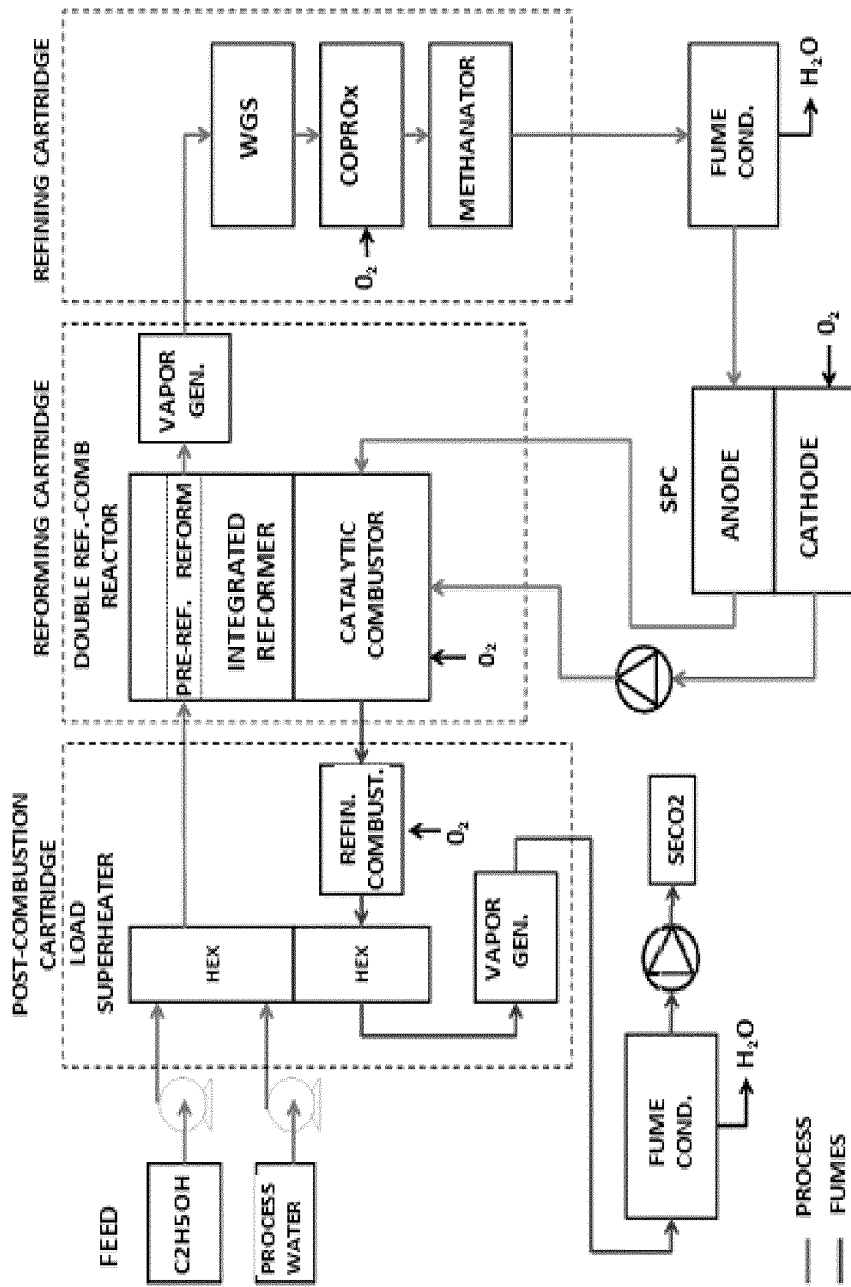 FEED
C2H5OH
PROCESS
WATER
POST-COMBUSTION
CARTRIDGE
LOAD
SUPERHEATER
HEX
HEX
REFIN.
COMBUST.
O₂
VAPOR
GEN.
FUME
COND.
H₂O
SECO2
REFORMING CARTRIDGE
DOUBLE REF.-COMB
REACTOR
PRE-REF. REFORM
INTEGRATED
REFORMER
CATALYTIC
COMBUSTOR
O₂
VAPOR
GEN.
REFINING CARTRIDGE
WGS
COPROx
O₂
METHANATOR
FUME
COND.
H₂O
SPC
ANODE
CATHODE
O₂
PROCESS
FUMES